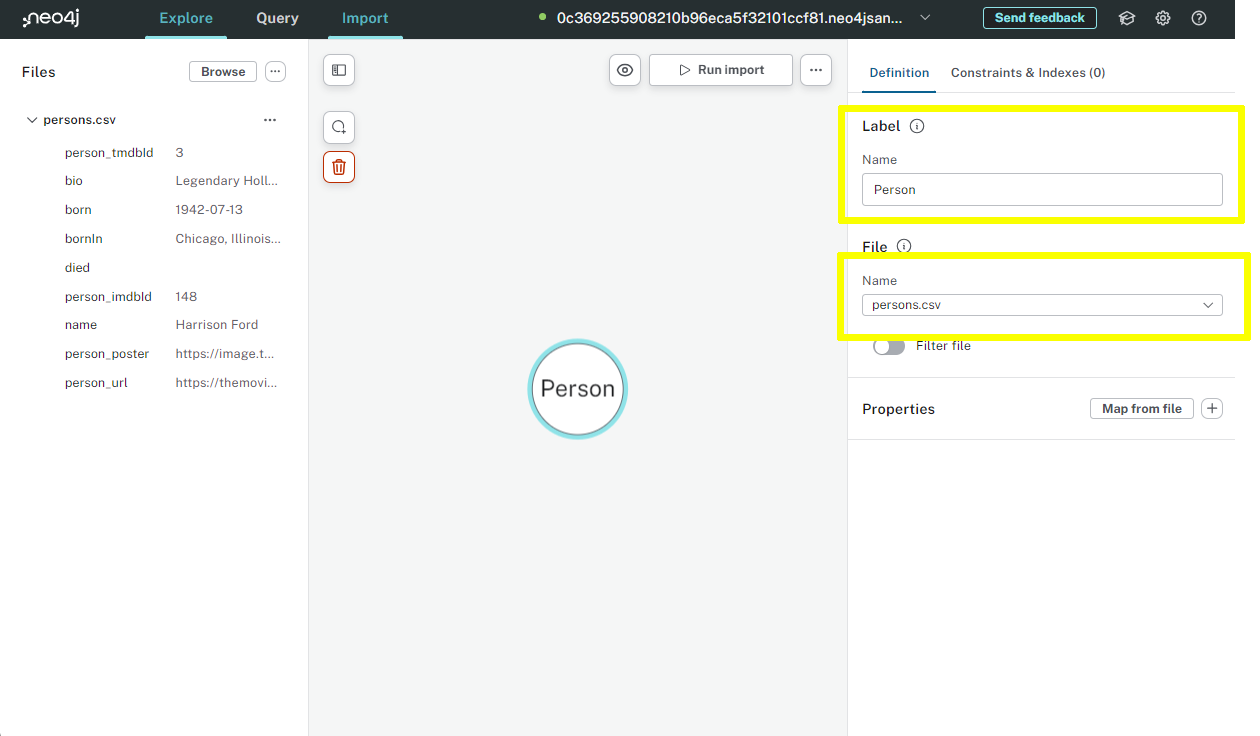 neo4j Explore Query Import 0c369255908210b96eca5f32101ccf81.neo4jsan... Send feedback
Files Browse
persons.csv
person_tmdbId 3
bio Legendary Holl...
born 1942-07-13
bornIn Chicago, Illinois...
died
person_imdbId 148
name Harrison Ford
person_poster https://image.t...
person_url https://themovi...
Run import
Person
Definition Constraints & Indexes (0)
Label
Name
Person
File
Name
persons.csv
Filter file
Properties Map from file